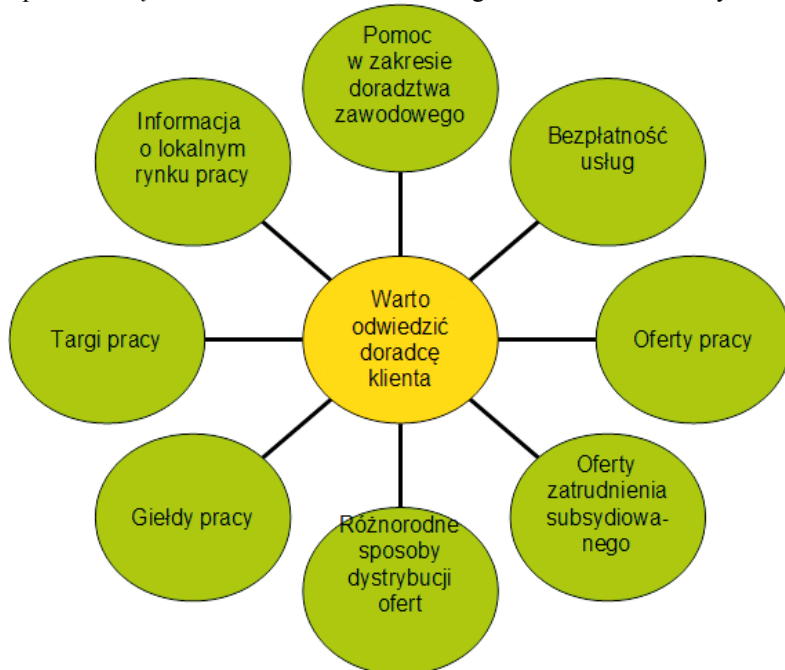 Pomoc
w zakresie
doradztwa
zawodowego
Bezpłatność
usług
Oferty pracy
Oferty
zatrudnienia
subsydiowa-
nego
Różnorodne
sposoby
dystrybucji
ofert
Giełdy pracy
Targi pracy
Informacja
o lokalnym
rynku pracy
Warto
odwiedzić
doradcę
klienta